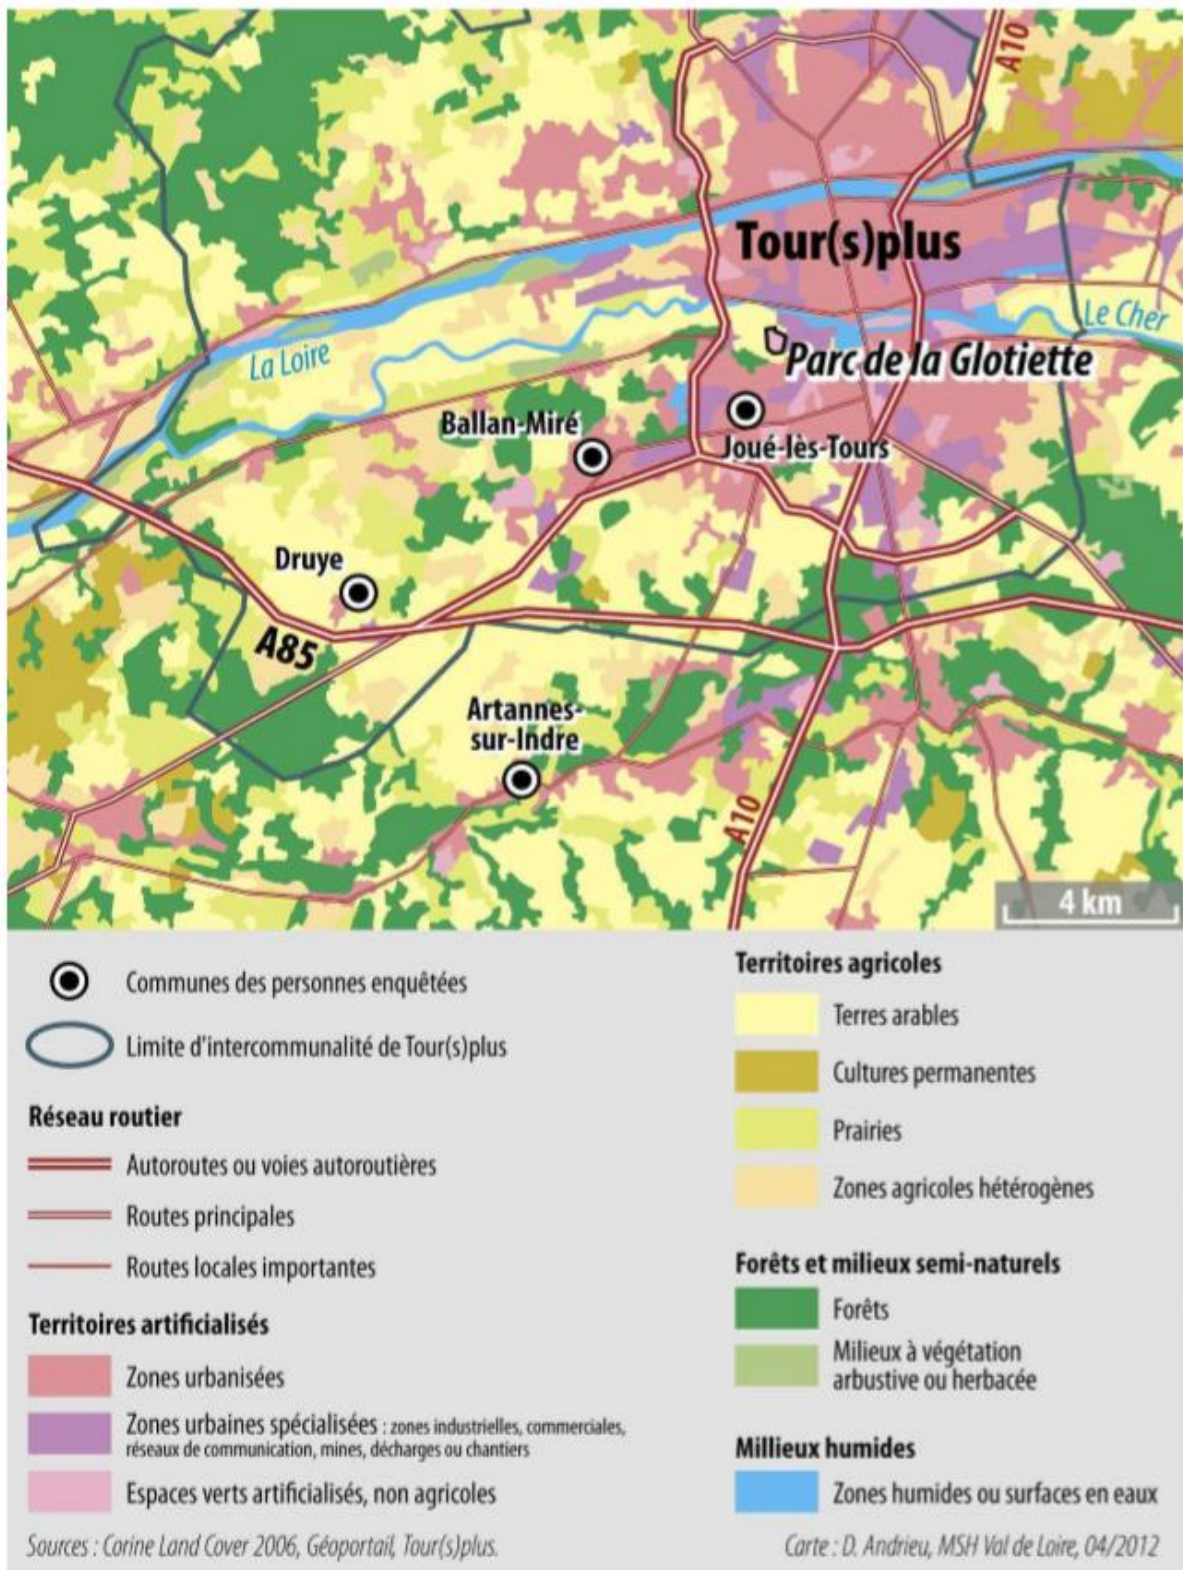 A10
Tour(s)plus
La Loire
Le Cher
Parc de la Glotiette
Ballan-Miré
Joué-lès-Tours
Druye
A85
Artannes-
sur-Indre
A10
4 km
Communes des personnes enquêtées
Limite d'intercommunalité de Tour(s)plus
Réseau routier
Autoroutes ou voies autoroutières
Routes principales
Routes locales importantes
Territoires artificialisés
Zones urbanisées
Zones urbaines spécialisées : zones industrielles, commerciales,
réseaux de communication, mines, décharges ou chantiers
Espaces verts artificialisés, non agricoles
Territoires agricoles
Terres arables
Cultures permanentes
Prairies
Zones agricoles hétérogènes
Forêts et milieux semi-naturels
Forêts
Milieux à végétation
arbustive ou herbacée
Millieux humides
Zones humides ou surfaces en eaux
Sources : Corine Land Cover 2006, Géoportail, Tour(s)plus.
Carte : D. Andrieu, MSH Val de Loire, 04/2012